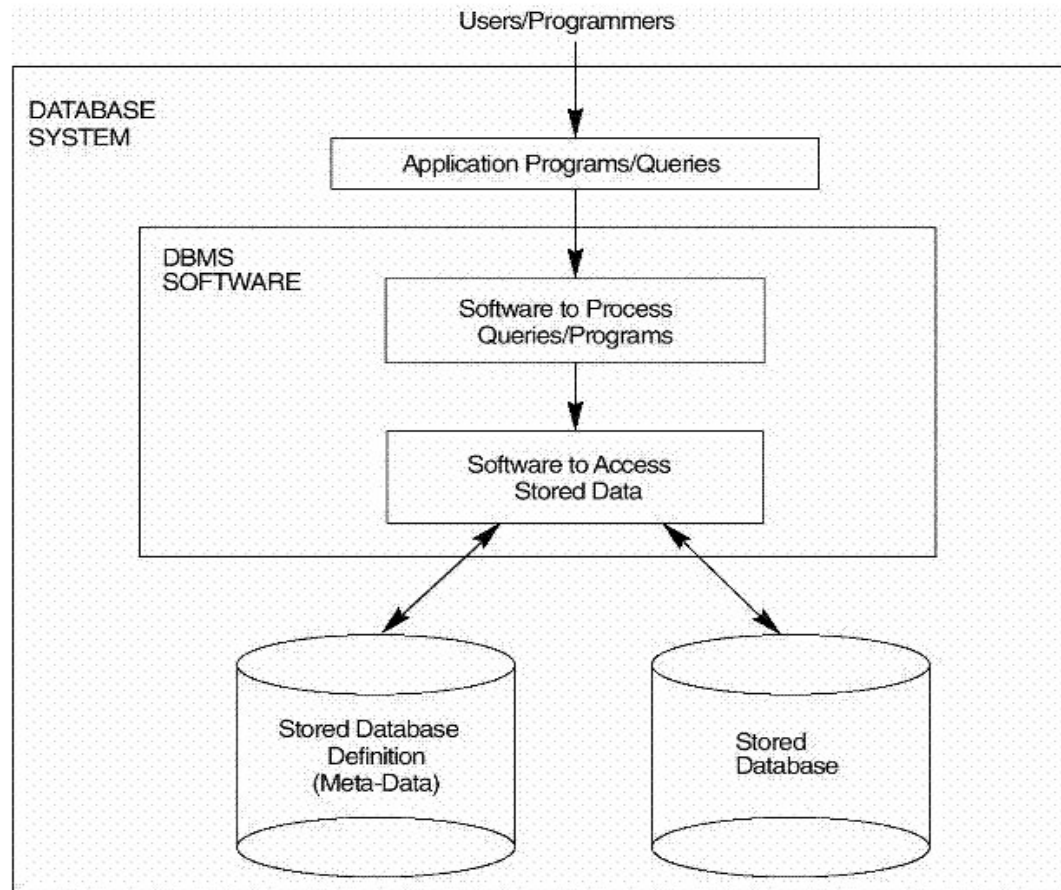 Users/Programmers
DATABASE
SYSTEM
Application Programs/Queries
DBMS
SOFTWARE
Software to Process
Queries/Programs
Software to Access
Stored Data
Stored Database
Definition
(Meta-Data)
Stored
Database